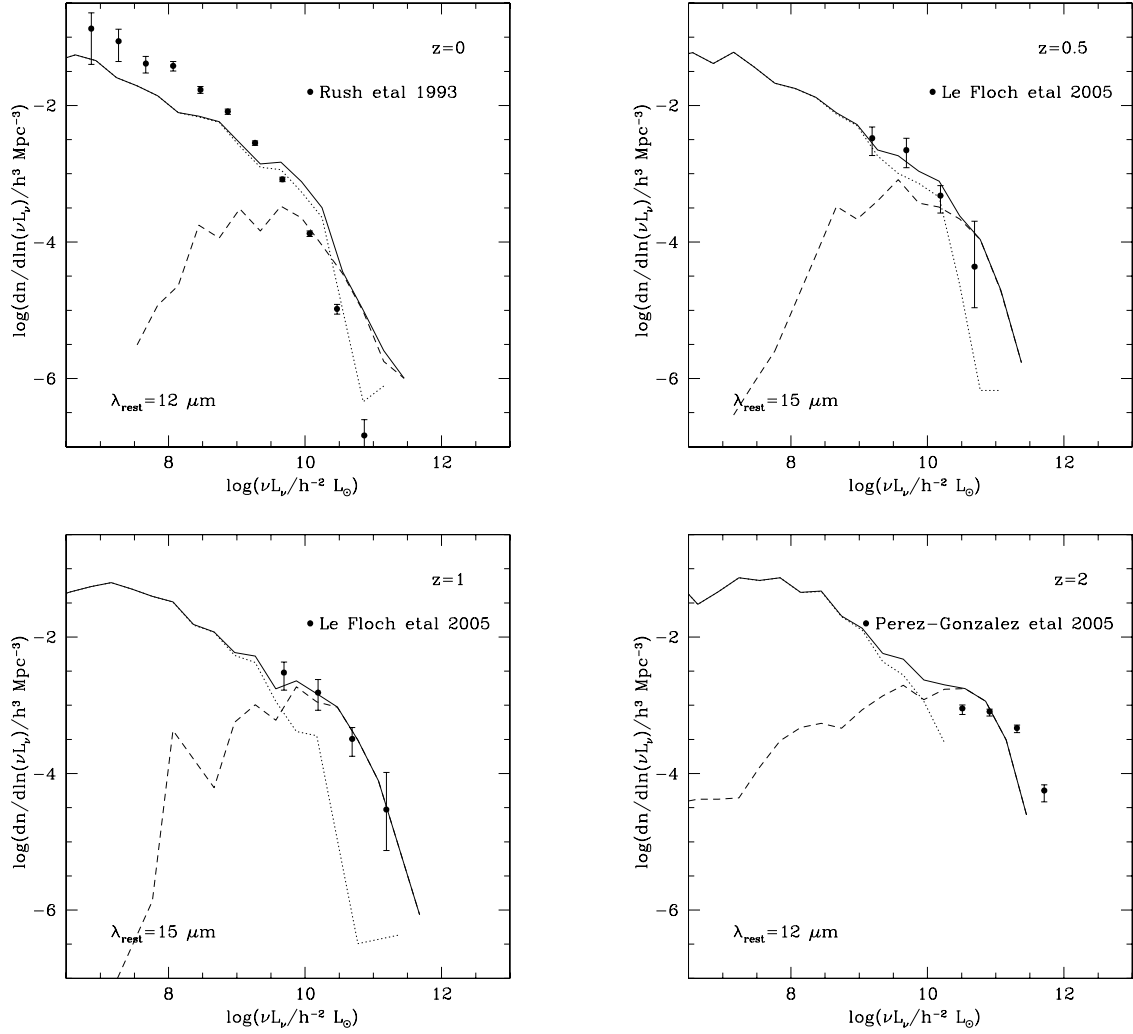 z=0
Rush etal 1993
λrest=12 μm
log(dn/dln(νLν)/h³ Mpc⁻³)
−2
−4
−6
8
10
12
log(νLν/h⁻² L⊙)
z=0.5
Le Floch etal 2005
λrest=15 μm
log(dn/dln(νLν)/h³ Mpc⁻³)
−2
−4
−6
8
10
12
log(νLν/h⁻² L⊙)
z=1
Le Floch etal 2005
λrest=15 μm
log(dn/dln(νLν)/h³ Mpc⁻³)
−2
−4
−6
8
10
12
log(νLν/h⁻² L⊙)
z=2
Perez−Gonzalez etal 2005
λrest=12 μm
log(dn/dln(νLν)/h³ Mpc⁻³)
−2
−4
−6
8
10
12
log(νLν/h⁻² L⊙)